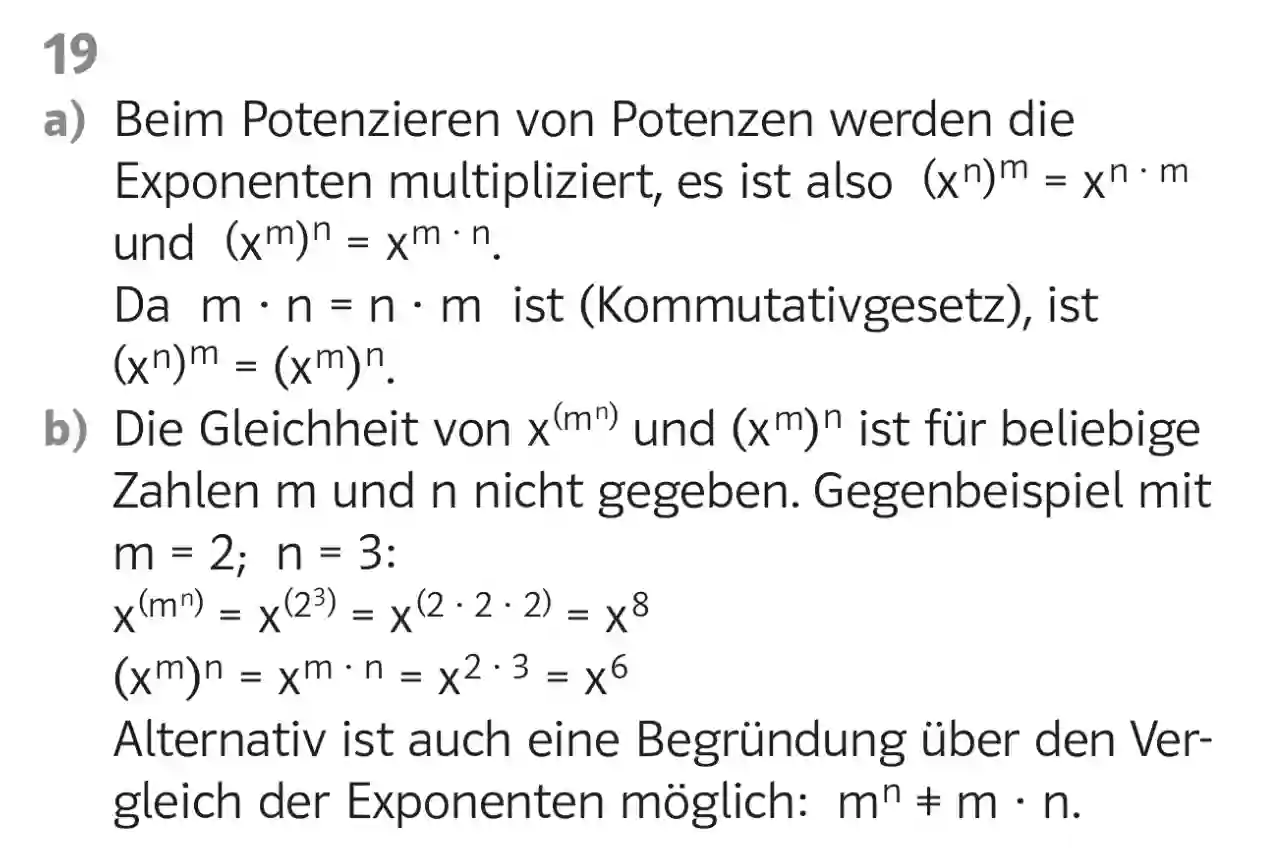 19
a) Beim Potenzieren von Potenzen werden die
Exponenten multipliziert, es ist also (xⁿ)ᵐ = xⁿ · ᵐ
und (xᵐ)ⁿ = xᵐ · ⁿ.
Da m · n = n · m ist (Kommutativgesetz), ist
(xⁿ)ᵐ = (xᵐ)ⁿ.
b) Die Gleichheit von x^(mⁿ) und (xᵐ)ⁿ ist für beliebige
Zahlen m und n nicht gegeben. Gegenbeispiel mit
m = 2; n = 3:
x^(mⁿ) = x^(2³) = x^(2 · 2 · 2) = x⁸
(xᵐ)ⁿ = xᵐ · ⁿ = x² · ³ = x⁶
Alternativ ist auch eine Begründung über den Ver-
gleich der Exponenten möglich: mⁿ ≠ m · n.